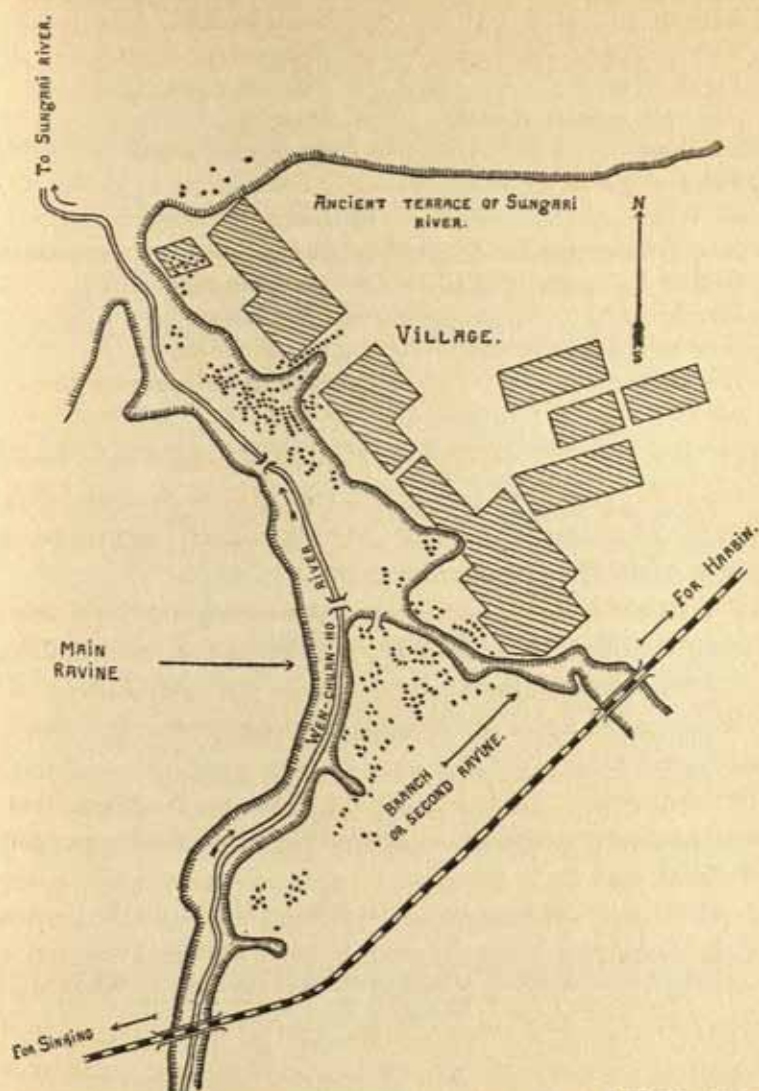 To Sungari River.
Ancient terrace of Sungari
River.
N
S
Village.
For Harbin.
River
Wen-Chuan-Ho
Main
Ravine
Branch
or second ravine.
For Sinking